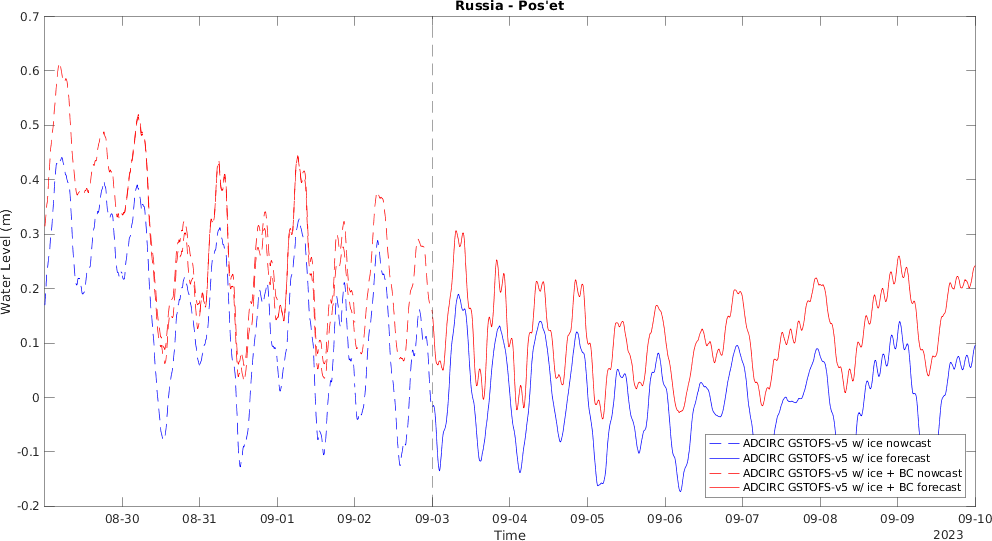 Russia - Pos'et
0.7
0.6
0.5
0.4
0.3
0.2
0.1
0
-0.1
-0.2
Water Level (m)
08-30 08-31 09-01 09-02 09-03 09-04 09-05 09-06 09-07 09-08 09-09 09-10
Time
2023
ADCIRC GSTOFS-v5 w/ ice nowcast
ADCIRC GSTOFS-v5 w/ ice forecast
ADCIRC GSTOFS-v5 w/ ice + BC nowcast
ADCIRC GSTOFS-v5 w/ ice + BC forecast